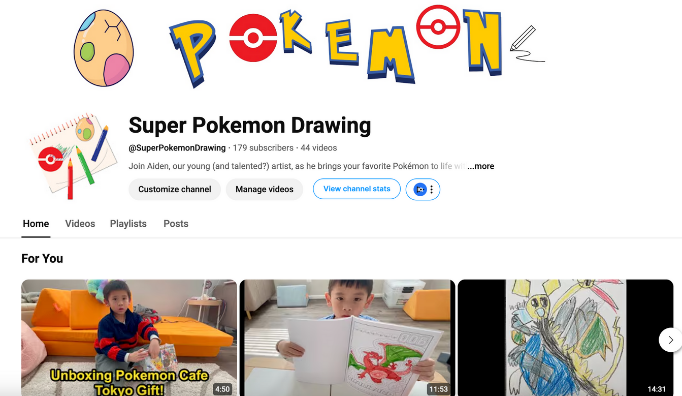 POKEMON
Super Pokemon Drawing
@SuperPokemonDrawing · 179 subscribers · 44 videos
Join Aiden, our young (and talented?) artist, as he brings your favorite Pokémon to life ...more
Customize channel
Manage videos
View channel stats
Home
Videos
Playlists
Posts
For You
Unboxing Pokemon Cafe
Tokyo Gift!
4:50
11:53
14:31